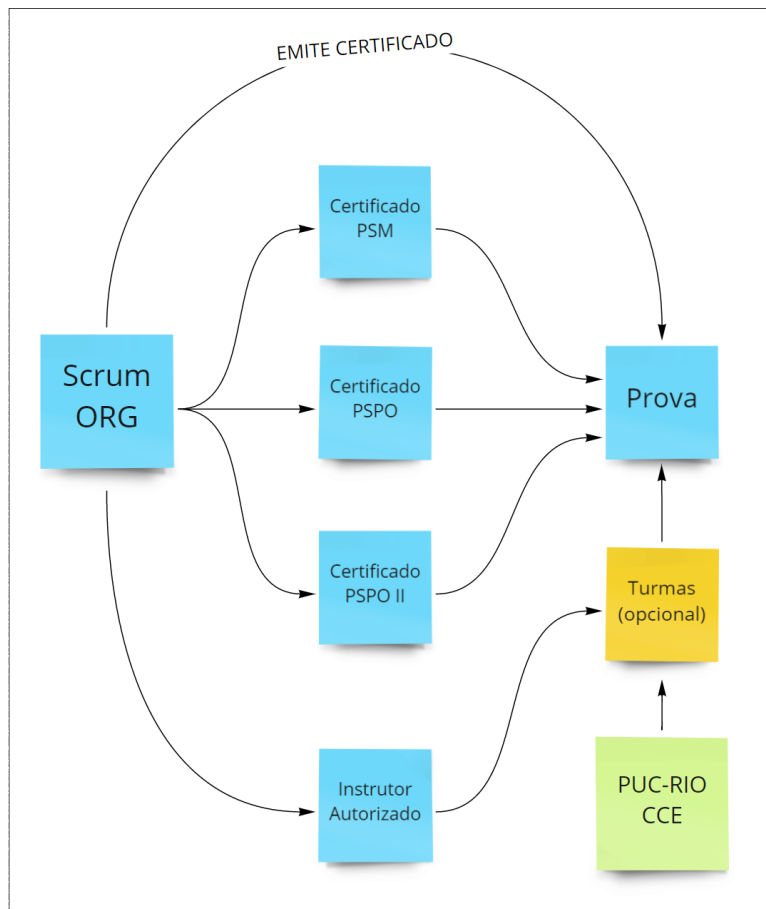 EMITE CERTIFICADO
Certificado
PSM
Scrum
ORG
Certificado
PSPO
Prova
Certificado
PSPO II
Turmas
(opcional)
Instrutor
Autorizado
PUC-RIO
CCE